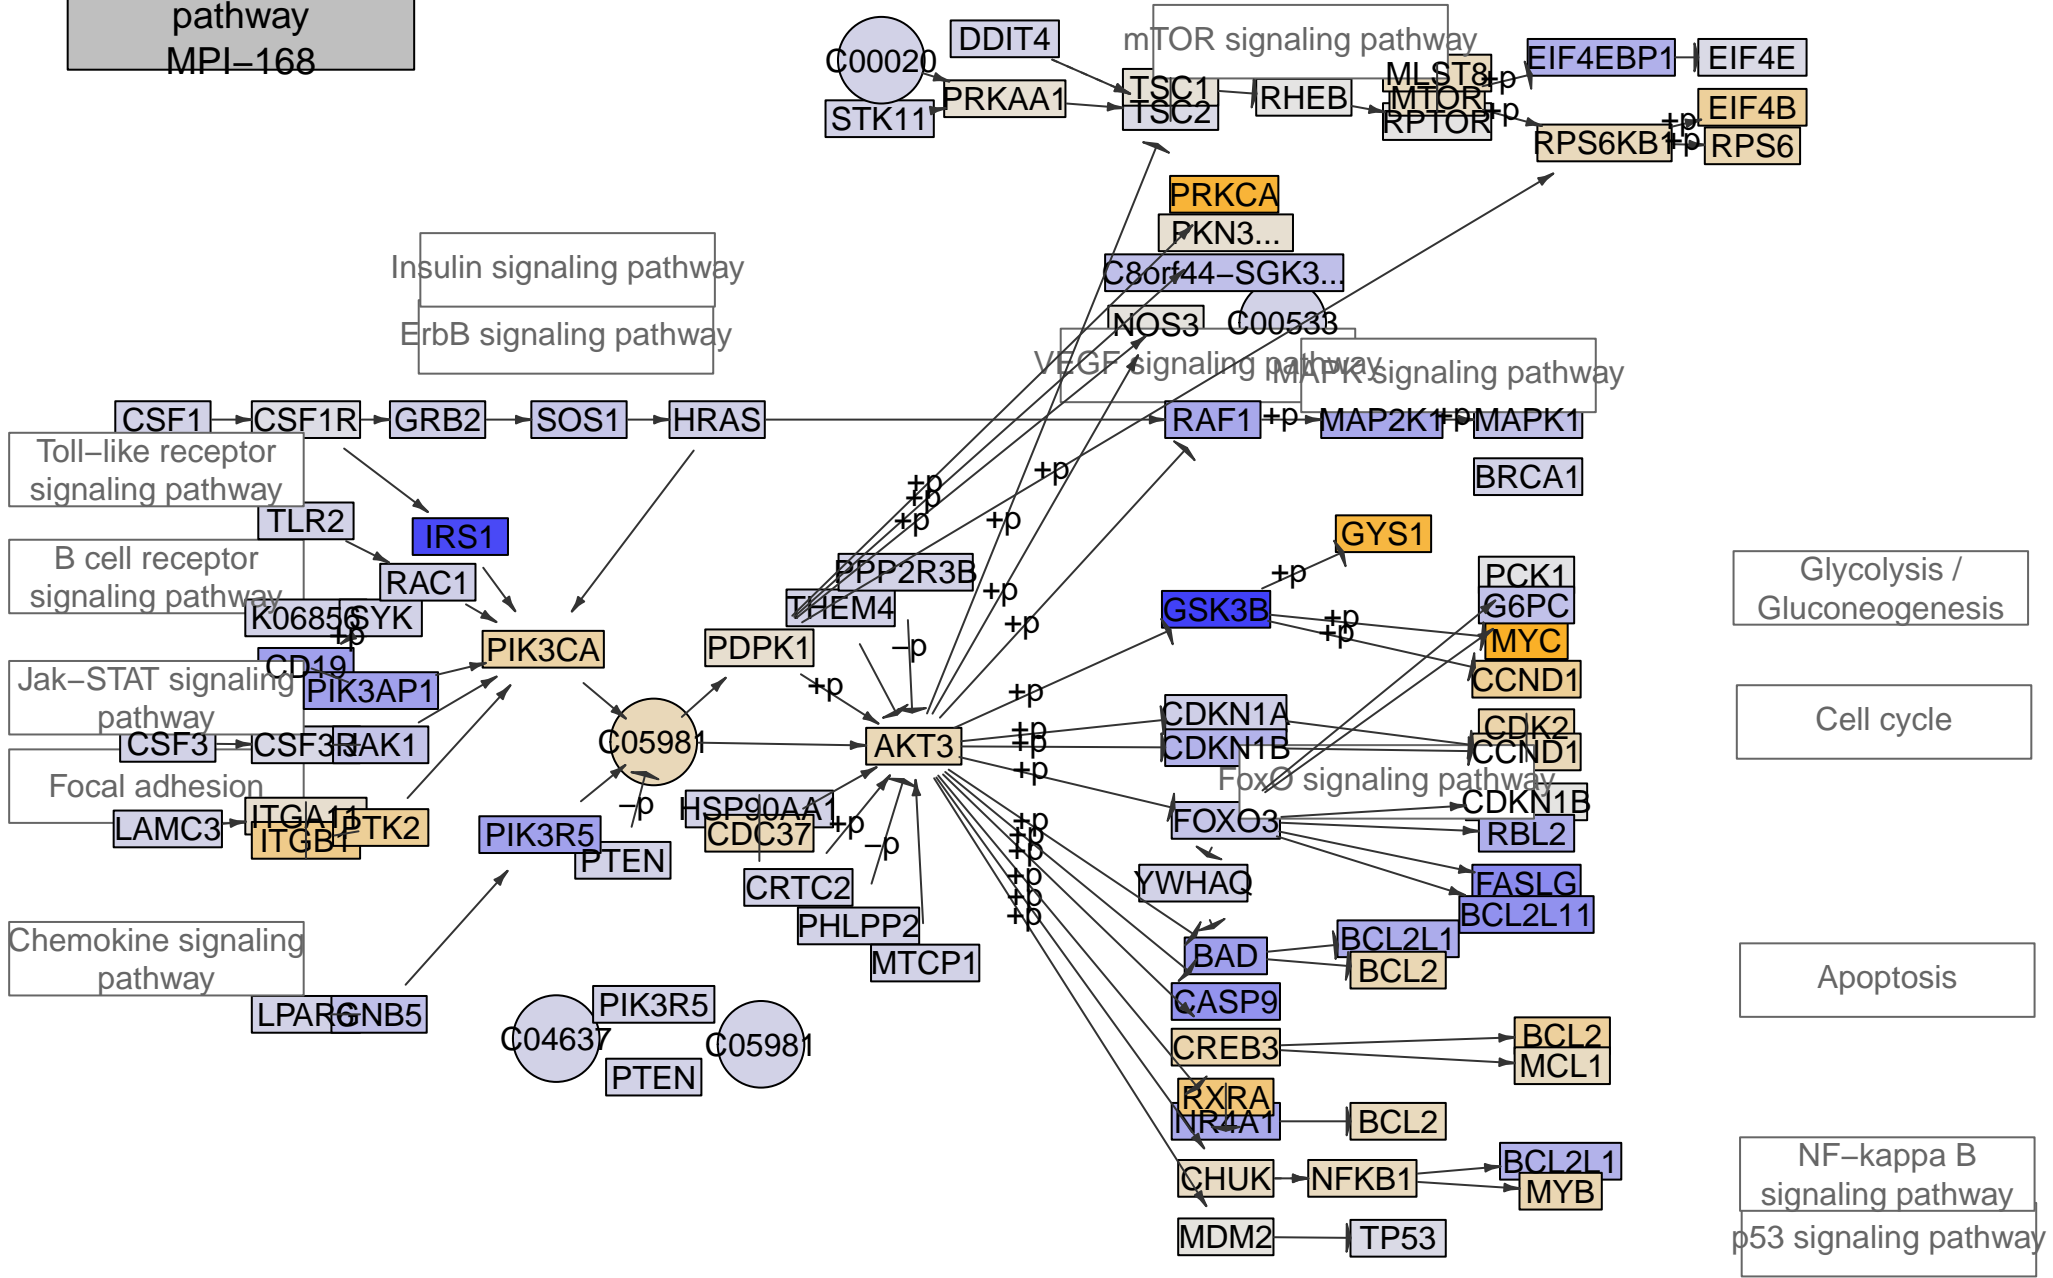 pathway
MPI−168
C00020
DDIT4
mTOR signaling pathway
STK11
PRKAA1
TSC1
TSC2
RHEB
MLST8
MTOR
RPTOR
+p
+p
EIF4EBP1
EIF4E
EIF4B
RPS6KB1
+p
+p
RPS6
PRKCA
PKN3...
C8orf44−SGK3...
NOS3
C00533
Insulin signaling pathway
ErbB signaling pathway
VEGF signaling pathway
MAPK signaling pathway
CSF1
CSF1R
GRB2
SOS1
HRAS
RAF1
+p
MAP2K1
+p
MAPK1
BRCA1
Toll−like receptor
signaling pathway
TLR2
IRS1
+p
+p
+p
+p
+p
GYS1
B cell receptor
signaling pathway
RAC1
PPP2R3B
THEM4
+p
+p
+p
GSK3B
+p
+p
PCK1
G6PC
MYC
CCND1
Glycolysis /
Gluconeogenesis
K06856
SYK
+p
CD19
PIK3AP1
PIK3CA
PDPK1
−p
+p
+p
Jak−STAT signaling
pathway
CSF3
CSF3R
JAK1
C05981
AKT3
+p
+p
+p
CDKN1A
CDKN1B
CDK2
CCND1
Cell cycle
FoxO signaling pathway
Focal adhesion
LAMC3
ITGA11
ITGB1
PTK2
PIK3R5
−p
PTEN
HSP90AA1
CDC37
+p
−p
CRTC2
PHLPP2
MTCP1
+p
+p
+p
+p
+p
+p
FOXO3
CDKN1B
RBL2
YWHAQ
FASLG
BCL2L11
BAD
BCL2L1
BCL2
Apoptosis
Chemokine signaling
pathway
LPAR6
GNB5
C04637
PIK3R5
PTEN
C05981
CASP9
CREB3
BCL2
MCL1
RXRA
NR4A1
BCL2
CHUK
NFKB1
BCL2L1
MYB
NF−kappa B
signaling pathway
MDM2
TP53
p53 signaling pathway